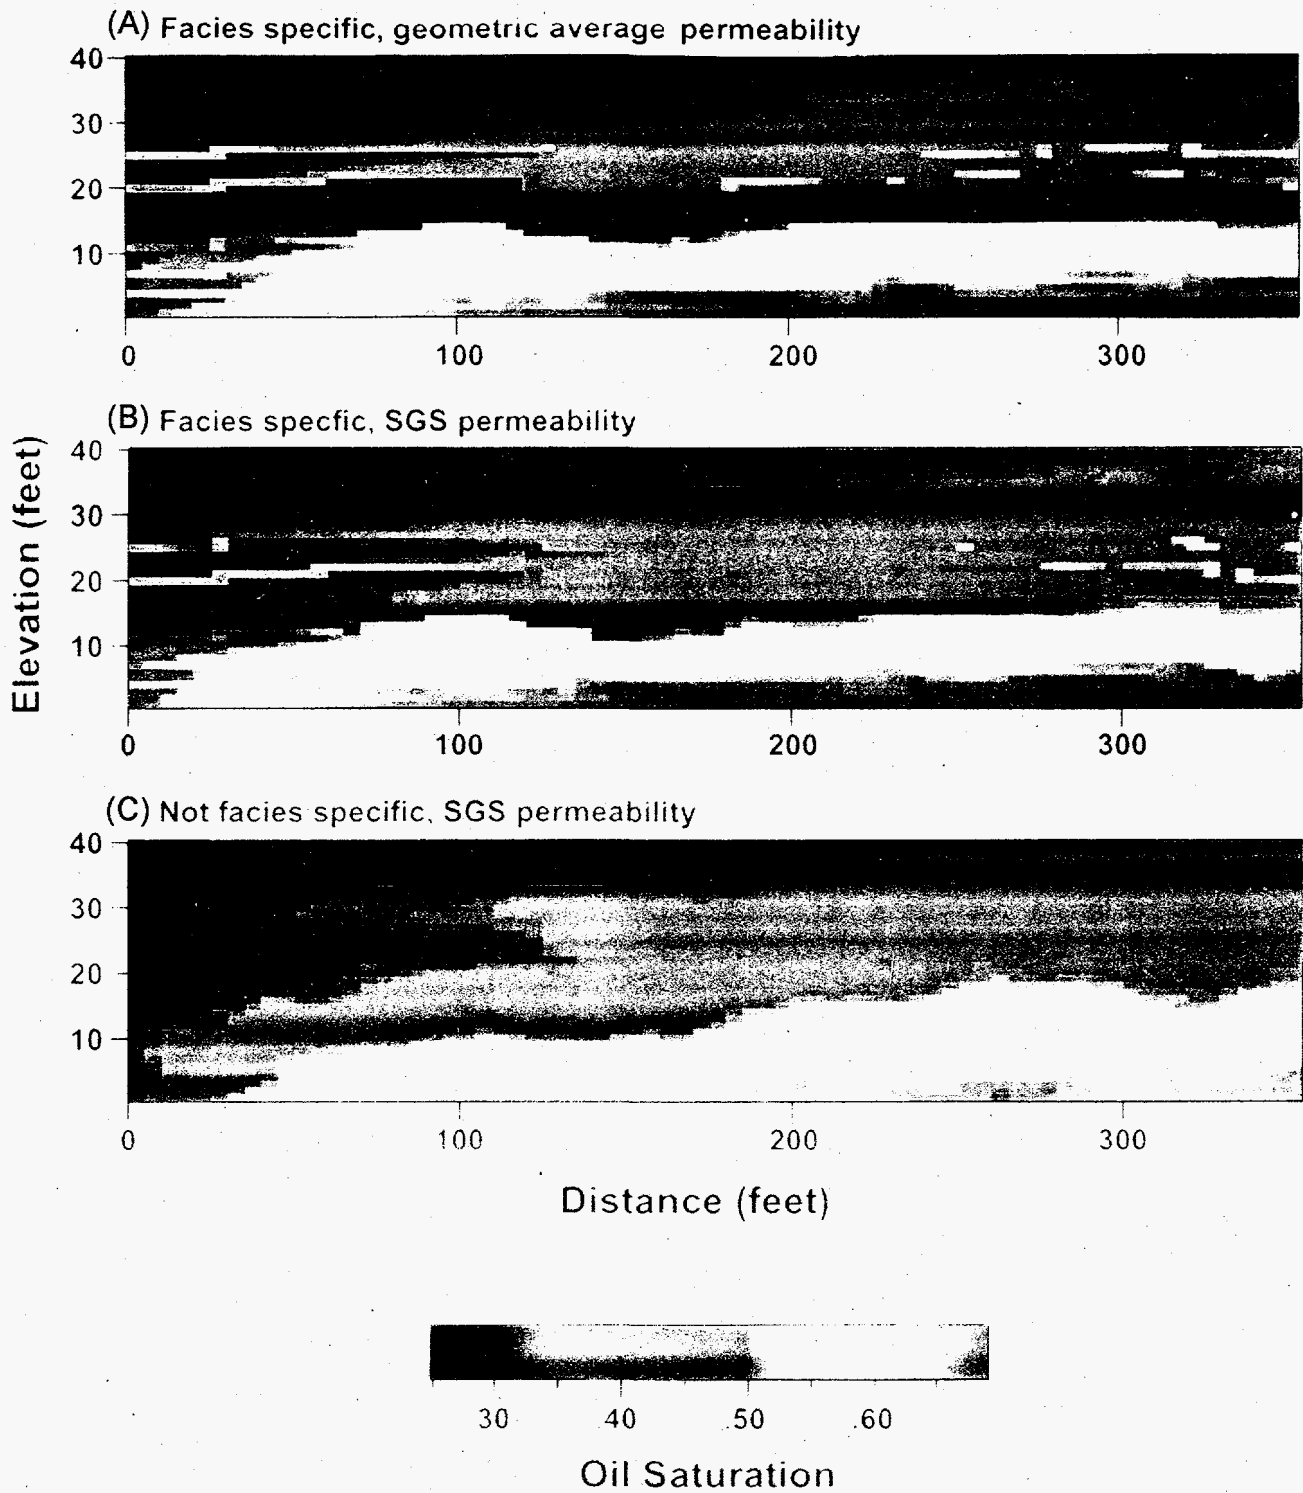 (A) Facies specific, geometric average permeability
40
30
20
10
0 100 200 300
(B) Facies specfic, SGS permeability
40
30
20
10
0 100 200 300
Elevation (feet)
(C) Not facies specific, SGS permeability
40
30
20
10
0 100 200 300
Distance (feet)
.30 .40 .50 .60
Oil Saturation